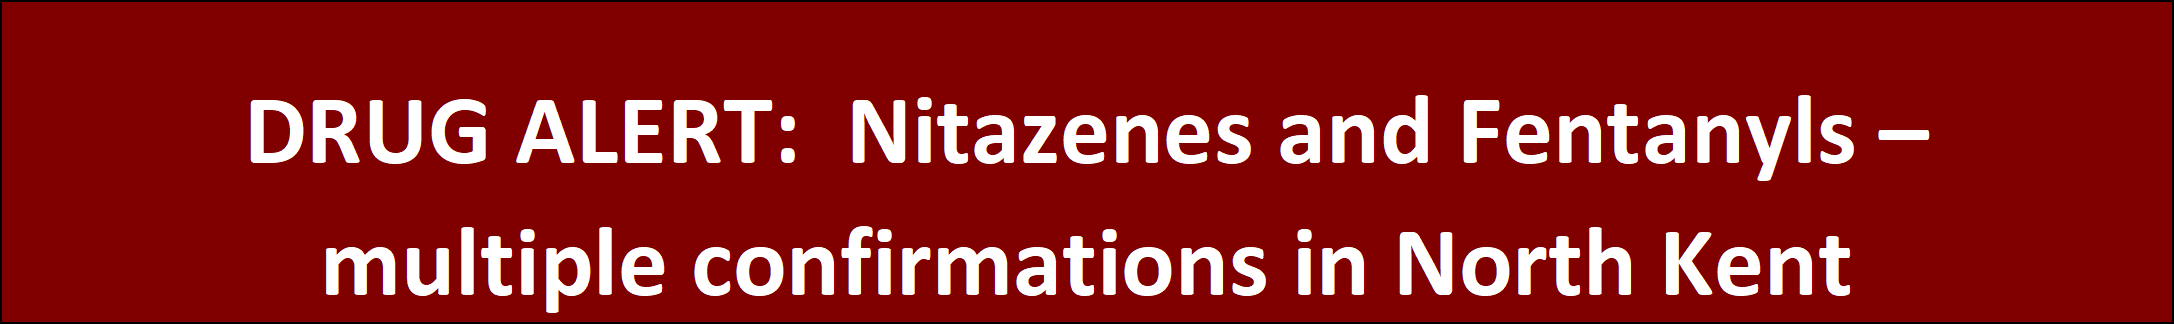 DRUG ALERT:  Nitazenes and Fentanyls –
multiple confirmations in North Kent